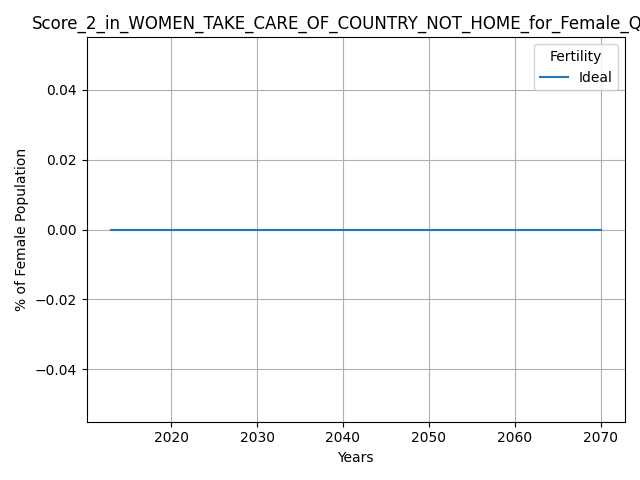 Score_2_in_WOMEN_TAKE_CARE_OF_COUNTRY_NOT_HOME_for_Female_Q
Fertility
Ideal
% of Female Population
0.04
0.02
0.00
−0.02
−0.04
2020 2030 2040 2050 2060 2070
Years